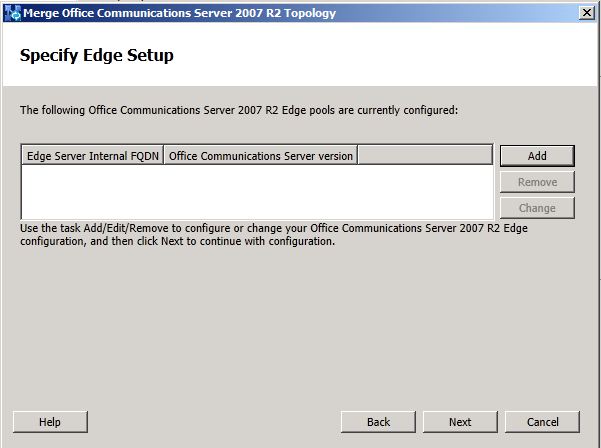 Merge Office Communications Server 2007 R2 Topology
Specify Edge Setup
The following Office Communications Server 2007 R2 Edge pools are currently configured:
Edge Server Internal FQDN Office Communications Server version
Add
Remove
Change
Use the task Add/Edit/Remove to configure or change your Office Communications Server 2007 R2 Edge
configuration, and then click Next to continue with configuration.
Help Back Next Cancel